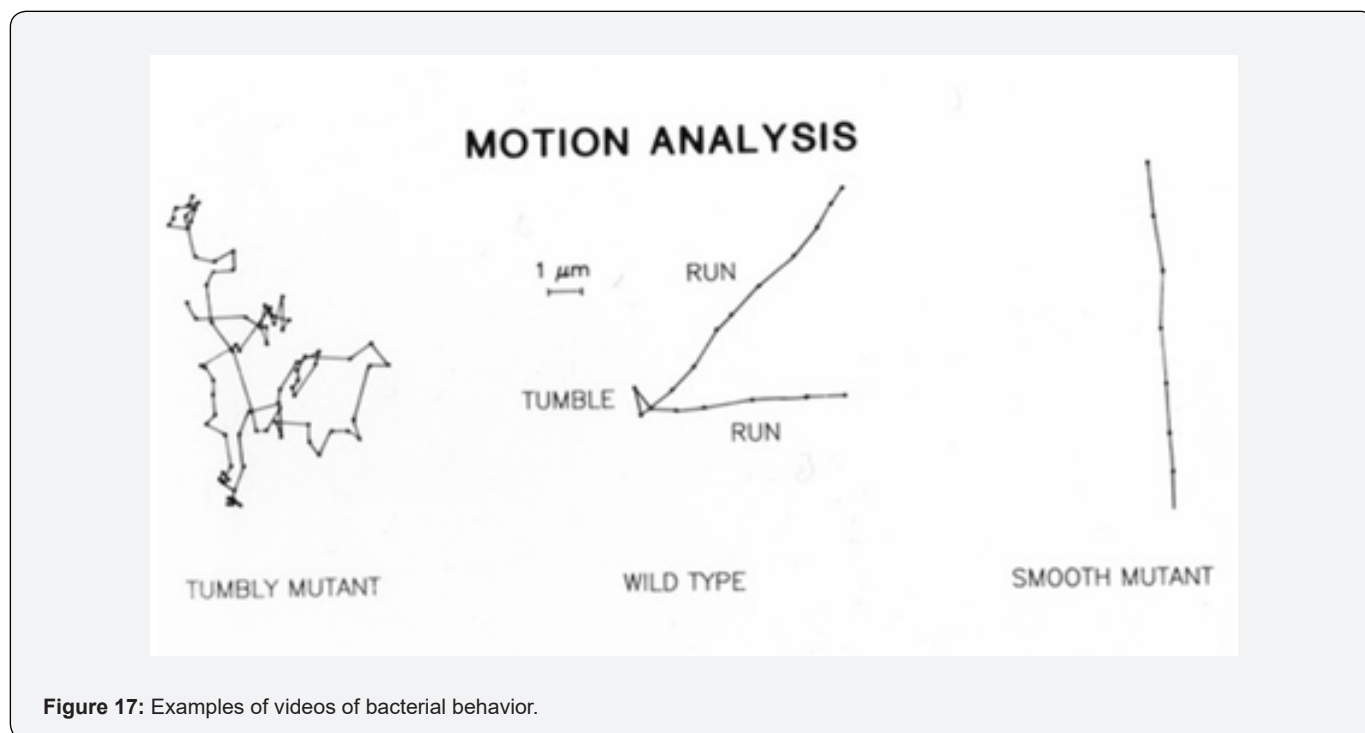 MOTION ANALYSIS
1 μm
RUN
TUMBLE
RUN
TUMBLY MUTANT
WILD TYPE
SMOOTH MUTANT
Figure 17: Examples of videos of bacterial behavior.